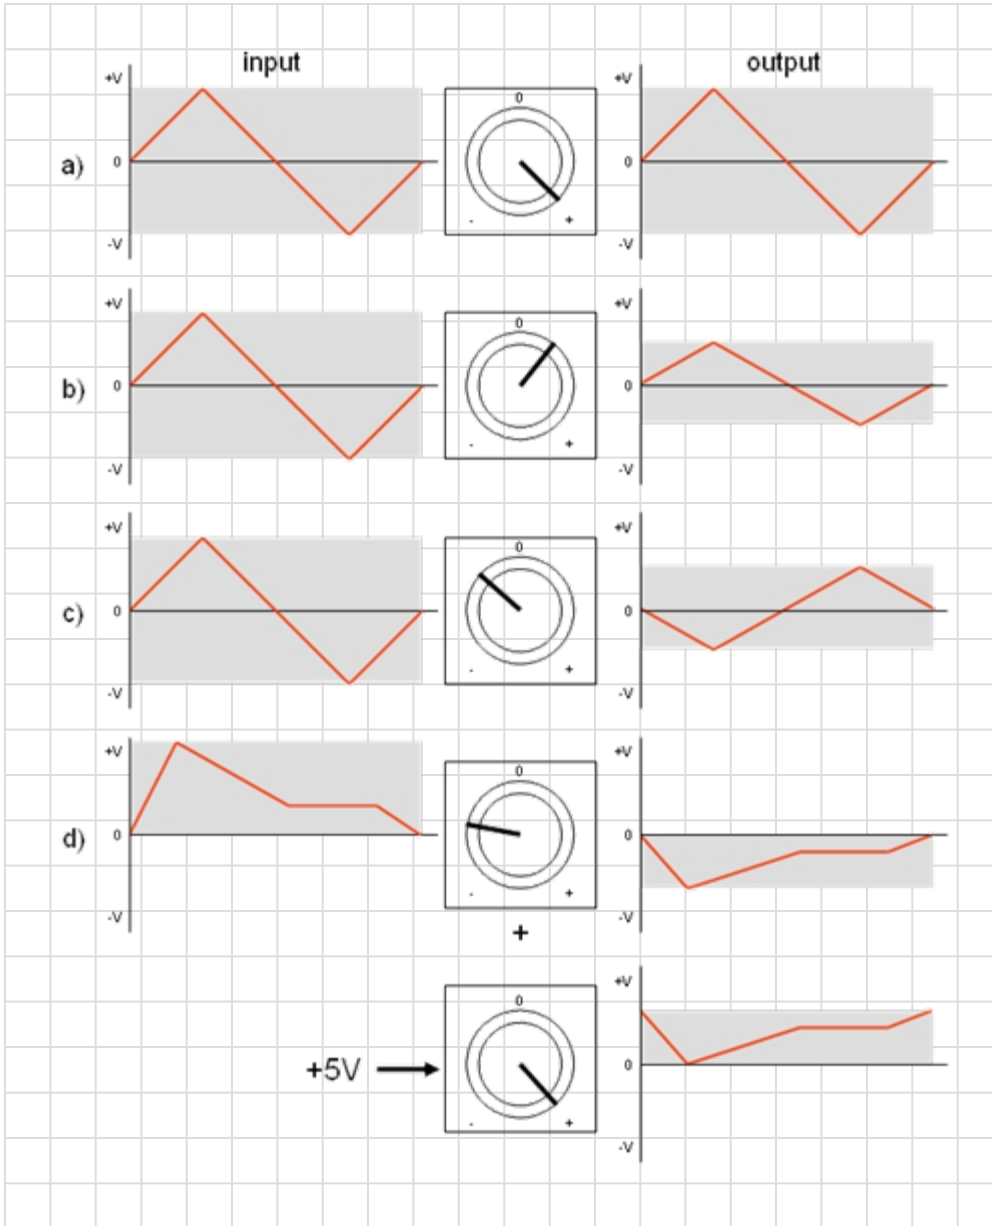 input output
+V +V
0
a) 0 0
- +
-V -V
+V +V
0
b) 0 0
- +
-V -V
+V +V
0
c) 0 0
- +
-V -V
+V +V
0
d) 0 0
- +
-V -V
+
+V
0
+5V 0
- +
-V